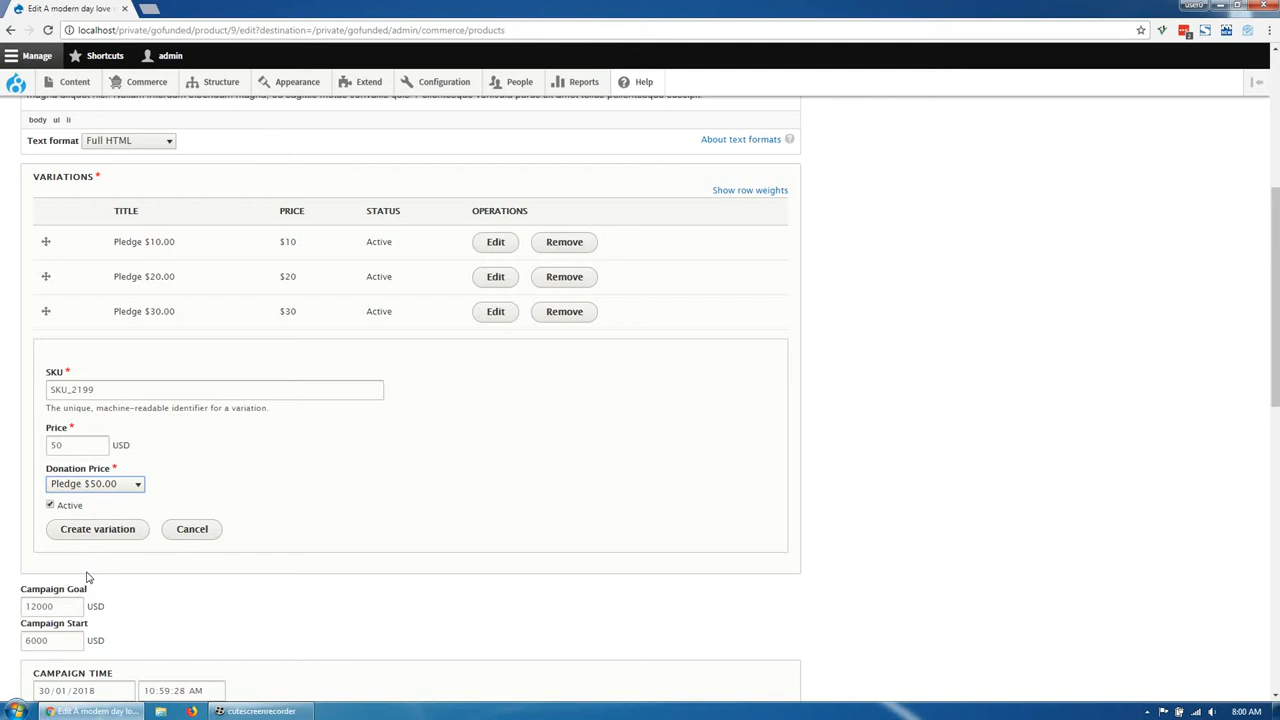 Edit A modern day love s
user0
localhost/private/gofunded/product/9/edit?destination=/private/gofunded/admin/commerce/products
Manage Shortcuts admin
Content Commerce Structure Appearance Extend Configuration People Reports Help
body ul li
Text format Full HTML About text formats
VARIATIONS *
Show row weights
TITLE PRICE STATUS OPERATIONS
Pledge $10.00 $10 Active Edit Remove
Pledge $20.00 $20 Active Edit Remove
Pledge $30.00 $30 Active Edit Remove
SKU *
SKU_2199
The unique, machine-readable identifier for a variation.
Price *
50 USD
Donation Price *
Pledge $50.00
Active
Create variation Cancel
Campaign Goal
12000 USD
Campaign Start
6000 USD
CAMPAIGN TIME
30/01/2018 10:59:28 AM
Edit A modern day lo... cutescreenrecorder 8:00 AM